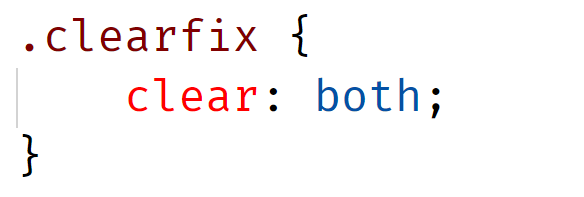 .clearfix {
    clear: both;
}